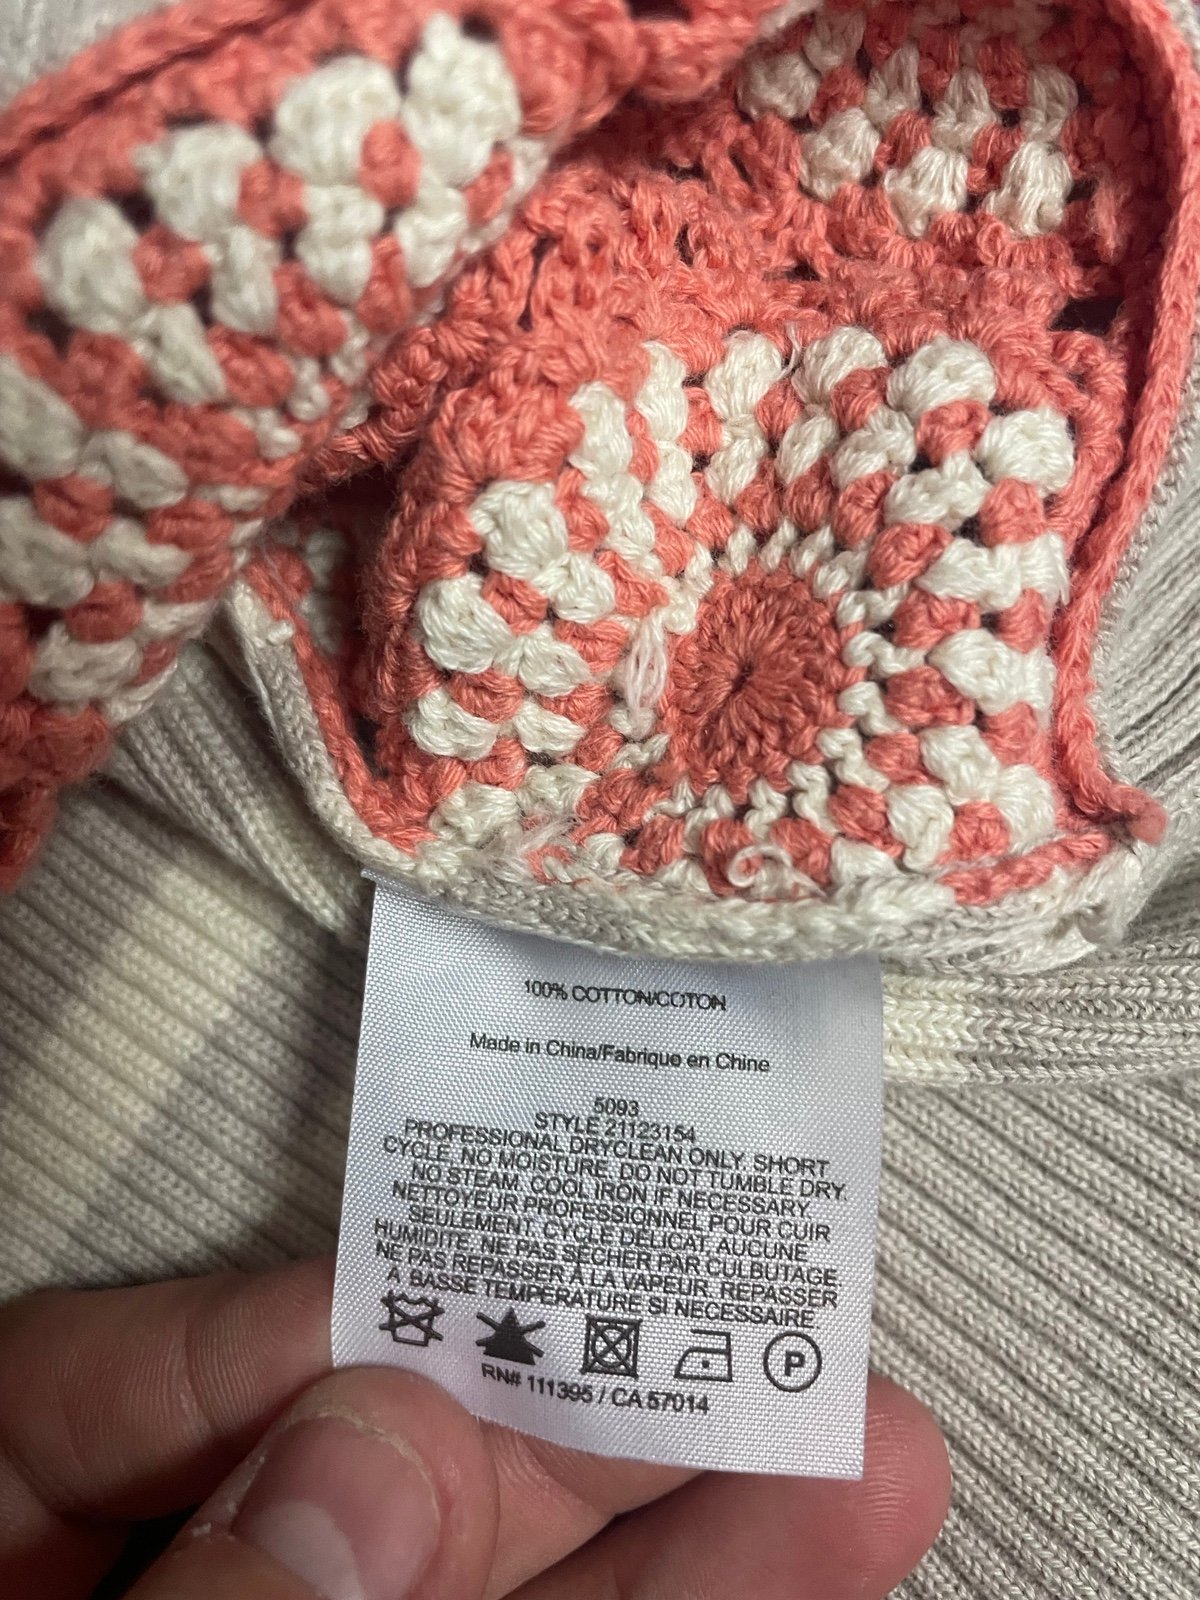 100% COTTON/COTON
Made in China/Fabrique en Chine
5093
STYLE 21123154
PROFESSIONAL DRYCLEAN ONLY. SHORT
CYCLE, NO MOISTURE, DO NOT TUMBLE DRY.
NO STEAM. COOL IRON IF NECESSARY
NETTOYEUR PROFESSIONNEL POUR CUIR
SEULEMENT, CYCLE DÉLICAT, AUCUNE
HUMIDITÉ, NE PAS SÉCHER PAR CULBUTAGE.
NE PAS REPASSER À LA VAPEUR. REPASSER
À BASSE TEMPÉRATURE SI NÉCESSAIRE
P
RN# 111395 / CA 57014